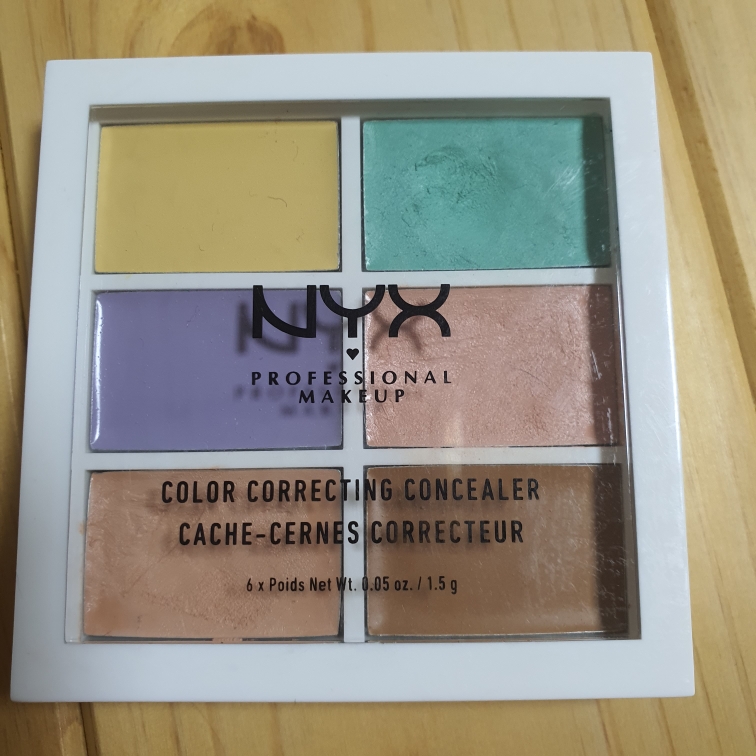 NYX
PROFESSIONAL
MAKEUP
COLOR CORRECTING CONCEALER
CACHE-CERNES CORRECTEUR
6 x Poids Net Wt. 0.05 oz. / 1.5 g